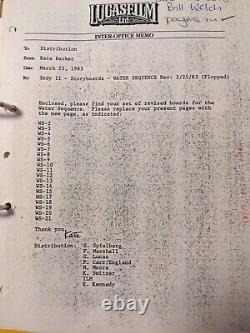 Bill Welch
pages in
LUCASFILM
Ltd.
INTER-OFFICE MEMO
To Distribution
From Kate Barker
Date March 25, 1983
Re Indy II - Storyboards - WATER SEQUENCE Rev. 3/25/83 (Flopped)
Enclosed, please find your set of revised boards for the
Water Sequence. Please replace your present pages with
the new page, as indicated:
WS-2
WS-3
WS-4
WS-5
WS-6
WS-7
WS-8
WS-9
WS-10
WS-11
WS-12
WS-13
WS-14
WS-15
WS-16
WS-17
WS-18
WS-19
WS-20
WS-21
Thank you,
Kate
Distribution: S. Spielberg
F. Marshall
G. Lucas
P. Carr/England
M. Moore
K. Switzer
ILM
K. Kennedy